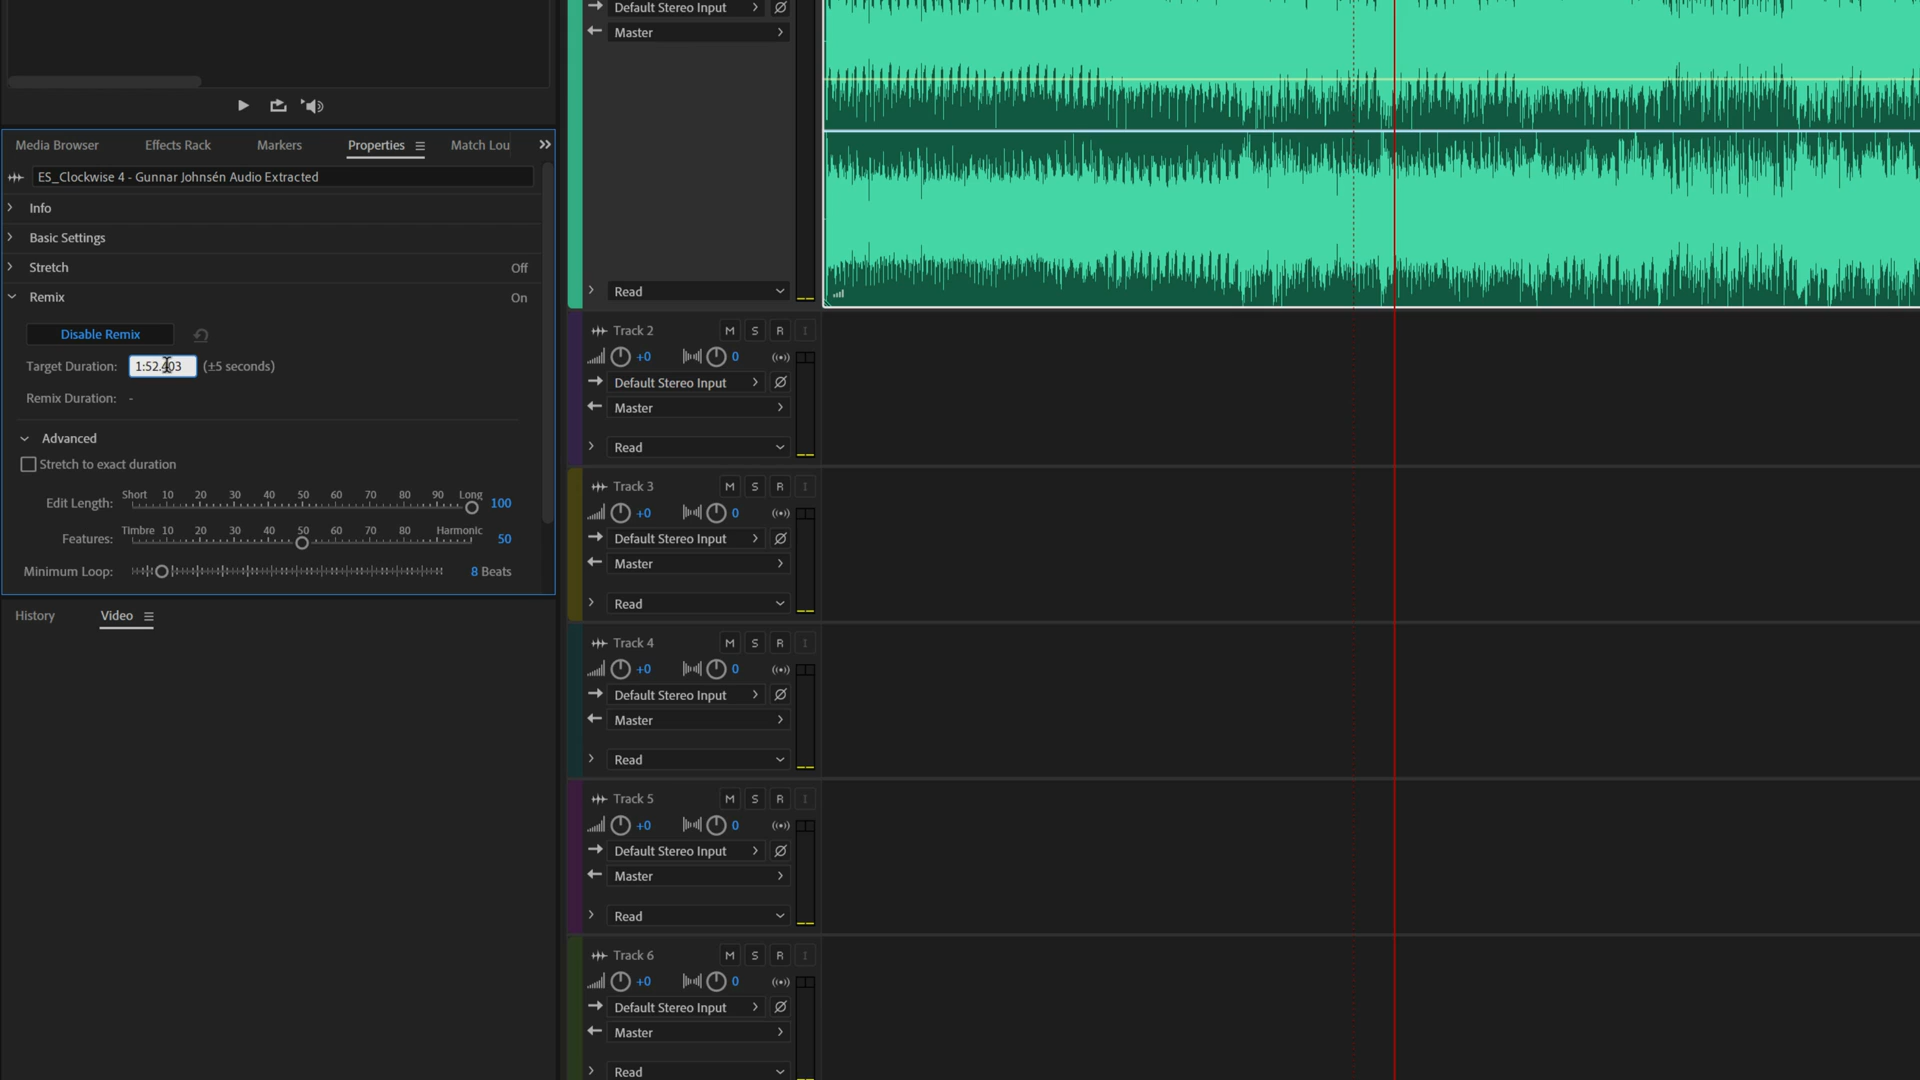 Default Stereo Input
Master
Read
Media Browser Effects Rack Markers Properties Match Lou
ES_Clockwise 4 - Gunnar Johnsén Audio Extracted
Info
Basic Settings
Stretch Off
Remix On
Disable Remix
Target Duration: 1:52.403 (±5 seconds)
Remix Duration: -
Advanced
Stretch to exact duration
Short 10 20 30 40 50 60 70 80 90 Long
Edit Length: 100
Timbre 10 20 30 40 50 60 70 80 Harmonic
Features: 50
Minimum Loop: 8 Beats
History Video
Track 2 M S R I
+0 0
Default Stereo Input
Master
Read
Track 3 M S R I
+0 0
Default Stereo Input
Master
Read
Track 4 M S R I
+0 0
Default Stereo Input
Master
Read
Track 5 M S R I
+0 0
Default Stereo Input
Master
Read
Track 6 M S R I
+0 0
Default Stereo Input
Master
Read